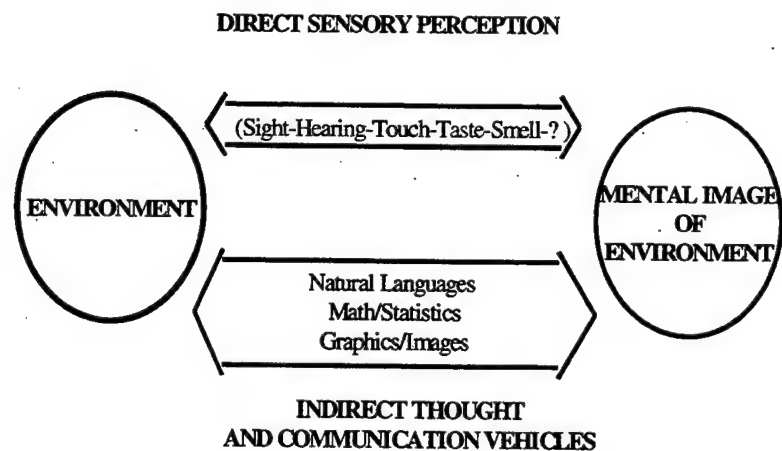 DIRECT SENSORY PERCEPTION
(Sight-Hearing-Touch-Taste-Smell-?)
ENVIRONMENT
MENTAL IMAGE
OF
ENVIRONMENT
Natural Languages
Math/Statistics
Graphics/Images
INDIRECT THOUGHT
AND COMMUNICATION VEHICLES